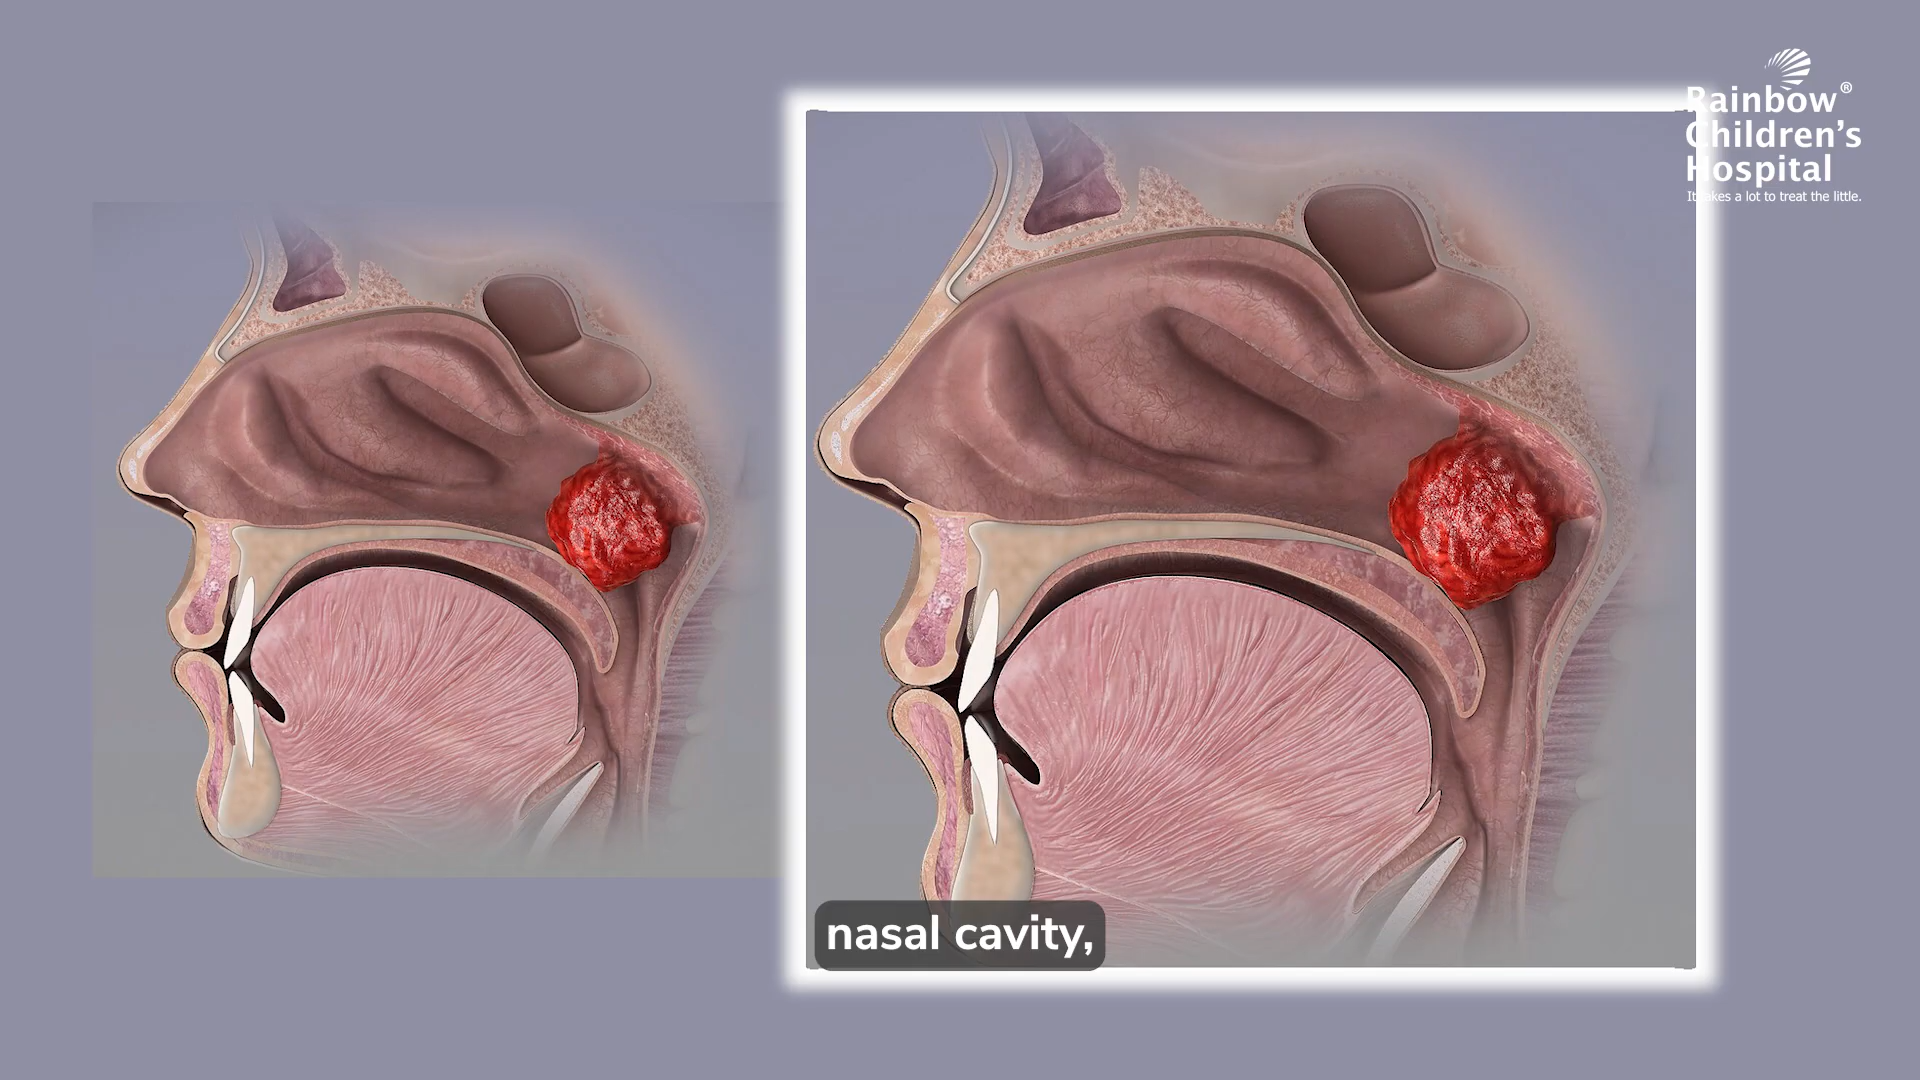 Rainbow®
Children's
Hospital
It takes a lot to treat the little.
nasal cavity,